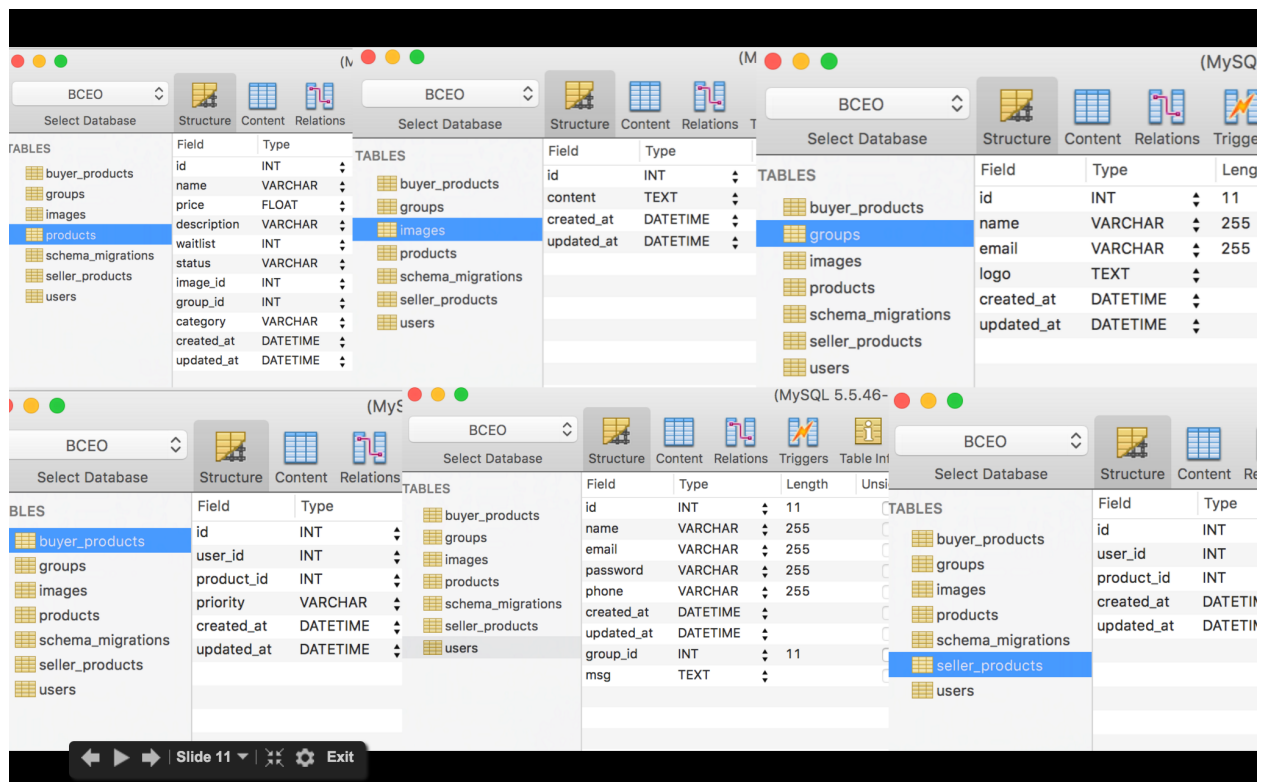 (M
BCEO
Select Database
Structure Content Relations
TABLES
buyer_products
groups
images
products
schema_migrations
seller_products
users
Field Type
id INT
name VARCHAR
price FLOAT
description VARCHAR
waitlist INT
status VARCHAR
image_id INT
group_id INT
category VARCHAR
created_at DATETIME
updated_at DATETIME
(M
BCEO
Select Database
Structure Content Relations T
TABLES
buyer_products
groups
images
products
schema_migrations
seller_products
users
Field Type
id INT
content TEXT
created_at DATETIME
updated_at DATETIME
(MySQ
BCEO
Select Database
Structure Content Relations Trigge
TABLES
buyer_products
groups
images
products
schema_migrations
seller_products
users
Field Type Leng
id INT 11
name VARCHAR 255
email VARCHAR 255
logo TEXT
created_at DATETIME
updated_at DATETIME
(MyS
BCEO
Select Database
Structure Content Relations
BLES
buyer_products
groups
images
products
schema_migrations
seller_products
users
Field Type
id INT
user_id INT
product_id INT
priority VARCHAR
created_at DATETIME
updated_at DATETIME
(MySQL 5.5.46-
BCEO
Select Database
Structure Content Relations Triggers Table Inf
TABLES
buyer_products
groups
images
products
schema_migrations
seller_products
users
Field Type Length Unsi
id INT 11
name VARCHAR 255
email VARCHAR 255
password VARCHAR 255
phone VARCHAR 255
created_at DATETIME
updated_at DATETIME
group_id INT 11
msg TEXT
BCEO
Select Database
Structure Content Re
TABLES
buyer_products
groups
images
products
schema_migrations
seller_products
users
Field Type
id INT
user_id INT
product_id INT
created_at DATETI
updated_at DATETI
Slide 11 Exit